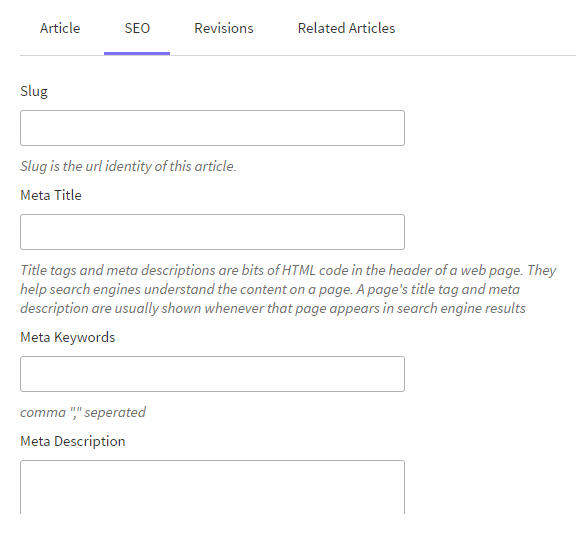 Article SEO Revisions Related Articles
Slug
Slug is the url identity of this article.
Meta Title
Title tags and meta descriptions are bits of HTML code in the header of a web page. They
help search engines understand the content on a page. A page's title tag and meta
description are usually shown whenever that page appears in search engine results
Meta Keywords
comma "," seperated
Meta Description